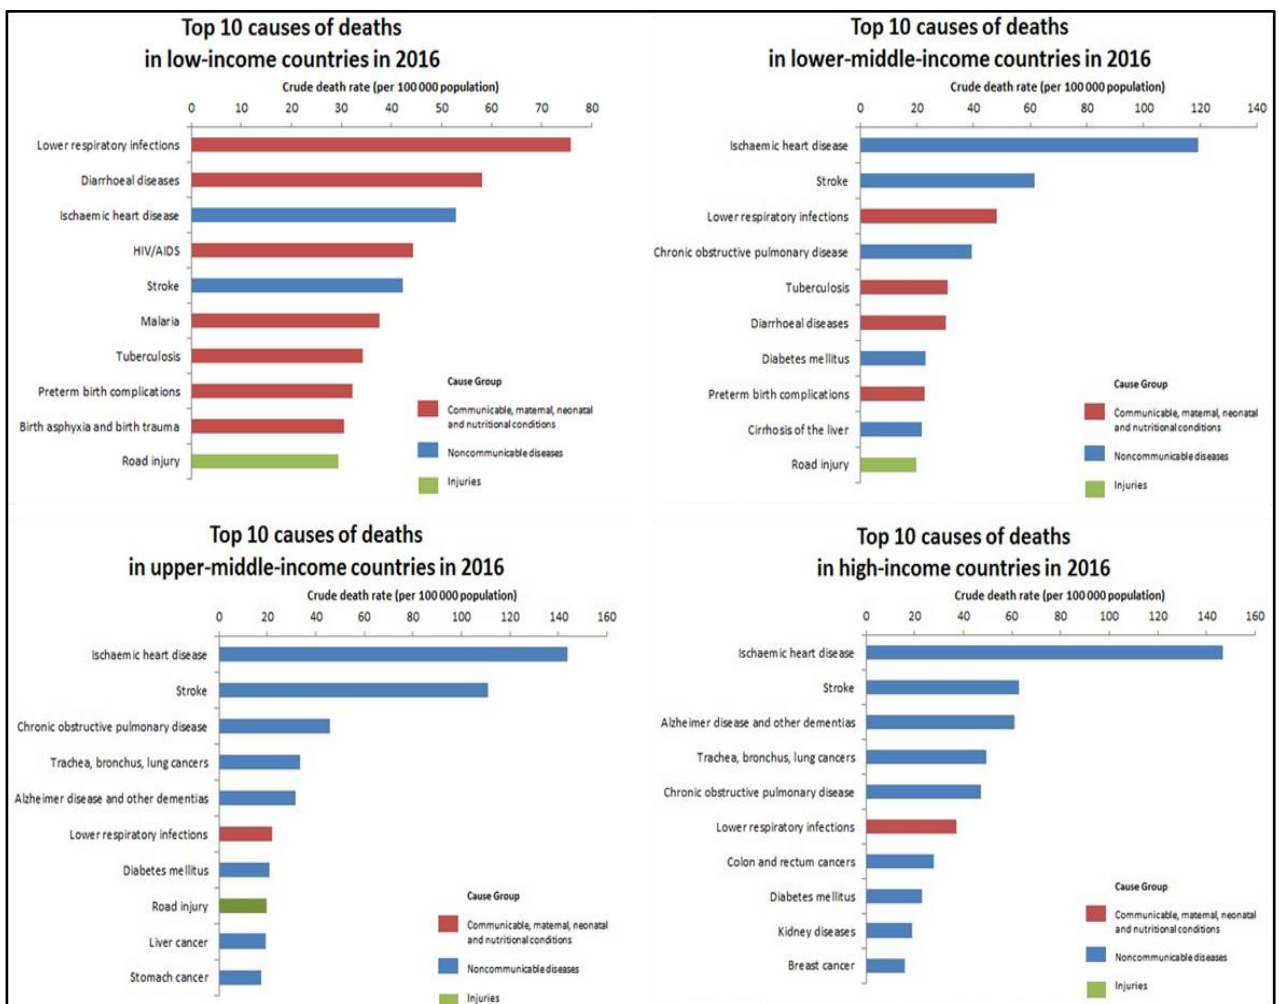 Top 10 causes of deaths
in low-income countries in 2016
Crude death rate (per 100 000 population)
0 10 20 30 40 50 60 70 80
Lower respiratory infections
Diarrhoeal diseases
Ischaemic heart disease
HIV/AIDS
Stroke
Malaria
Tuberculosis
Preterm birth complications
Birth asphyxia and birth trauma
Road injury
Cause Group
Communicable, maternal, neonatal
and nutritional conditions
Noncommunicable diseases
Injuries
Top 10 causes of deaths
in lower-middle-income countries in 2016
Crude death rate (per 100 000 population)
0 20 40 60 80 100 120 140
Ischaemic heart disease
Stroke
Lower respiratory infections
Chronic obstructive pulmonary disease
Tuberculosis
Diarrhoeal diseases
Diabetes mellitus
Preterm birth complications
Cirrhosis of the liver
Road injury
Cause Group
Communicable, maternal, neonatal
and nutritional conditions
Noncommunicable diseases
Injuries
Top 10 causes of deaths
in upper-middle-income countries in 2016
Crude death rate (per 100 000 population)
0 20 40 60 80 100 120 140 160
Ischaemic heart disease
Stroke
Chronic obstructive pulmonary disease
Trachea, bronchus, lung cancers
Alzheimer disease and other dementias
Lower respiratory infections
Diabetes mellitus
Road injury
Liver cancer
Stomach cancer
Cause Group
Communicable, maternal, neonatal
and nutritional conditions
Noncommunicable diseases
Injuries
Top 10 causes of deaths
in high-income countries in 2016
Crude death rate (per 100 000 population)
0 20 40 60 80 100 120 140 160
Ischaemic heart disease
Stroke
Alzheimer disease and other dementias
Trachea, bronchus, lung cancers
Chronic obstructive pulmonary disease
Lower respiratory infections
Colon and rectum cancers
Diabetes mellitus
Kidney diseases
Breast cancer
Cause Group
Communicable, maternal, neonatal
and nutritional conditions
Noncommunicable diseases
Injuries